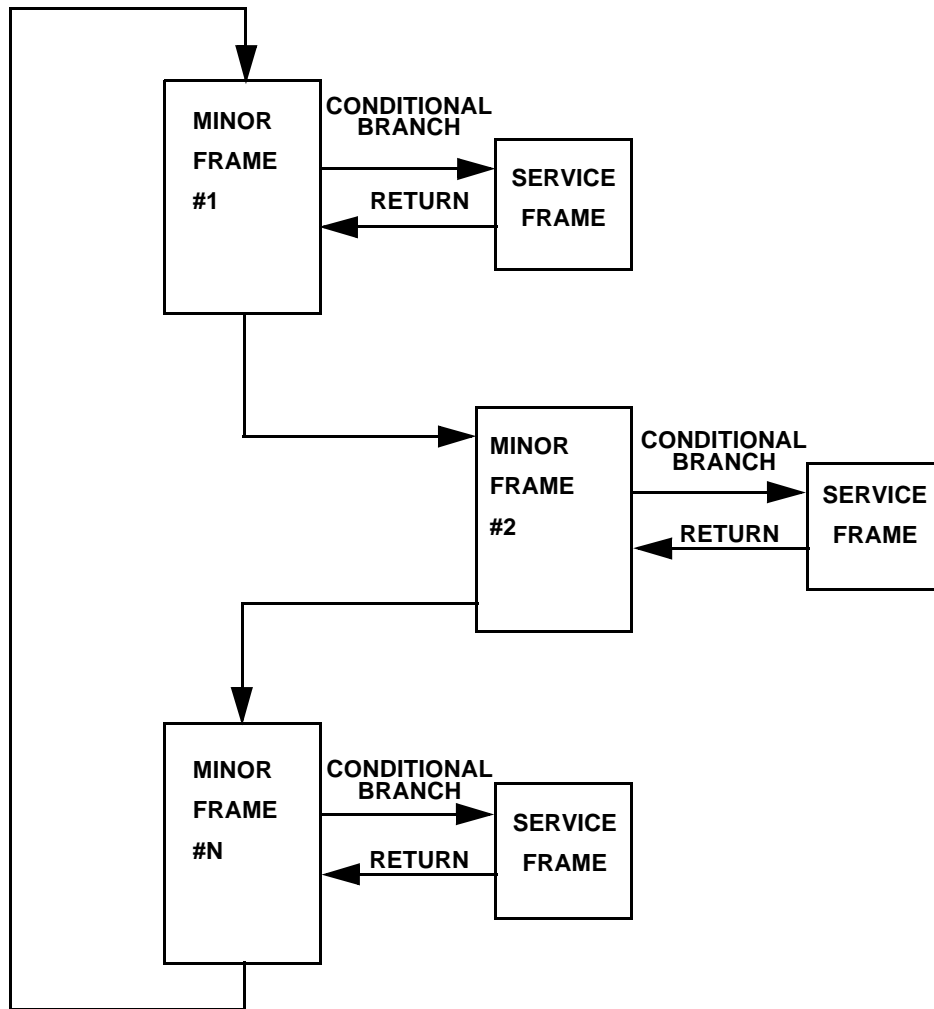 MINOR
FRAME
#1
CONDITIONAL
BRANCH
RETURN
SERVICE
FRAME
MINOR
FRAME
#2
CONDITIONAL
BRANCH
RETURN
SERVICE
FRAME
MINOR
FRAME
#N
CONDITIONAL
BRANCH
RETURN
SERVICE
FRAME